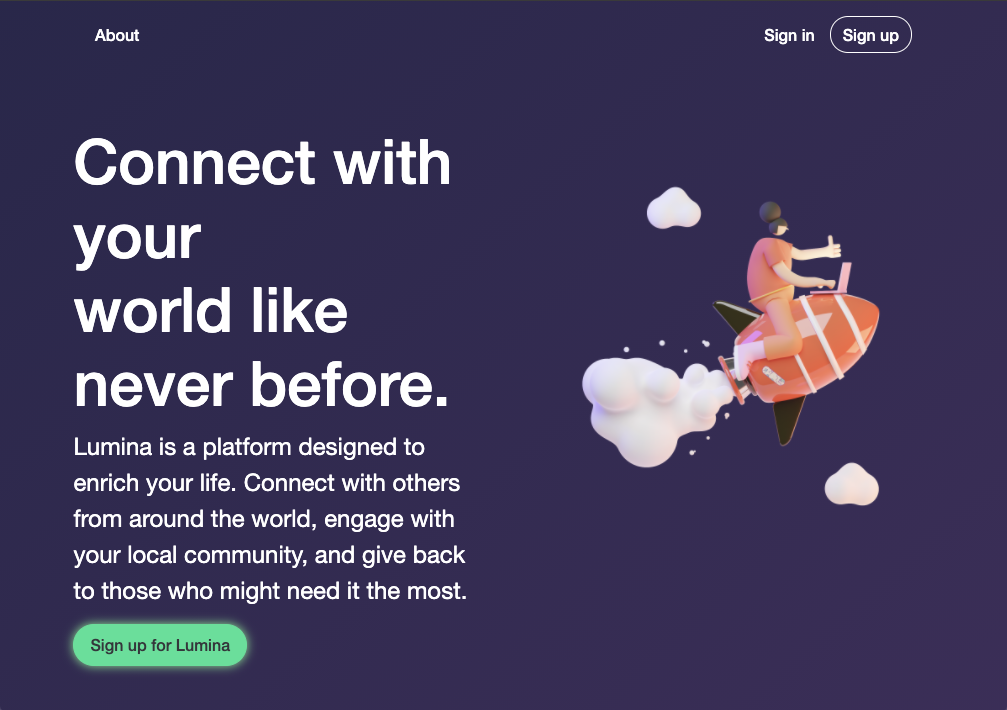 About
Sign in
Sign up
Connect with
your
world like
never before.
Lumina is a platform designed to
enrich your life. Connect with others
from around the world, engage with
your local community, and give back
to those who might need it the most.
Sign up for Lumina